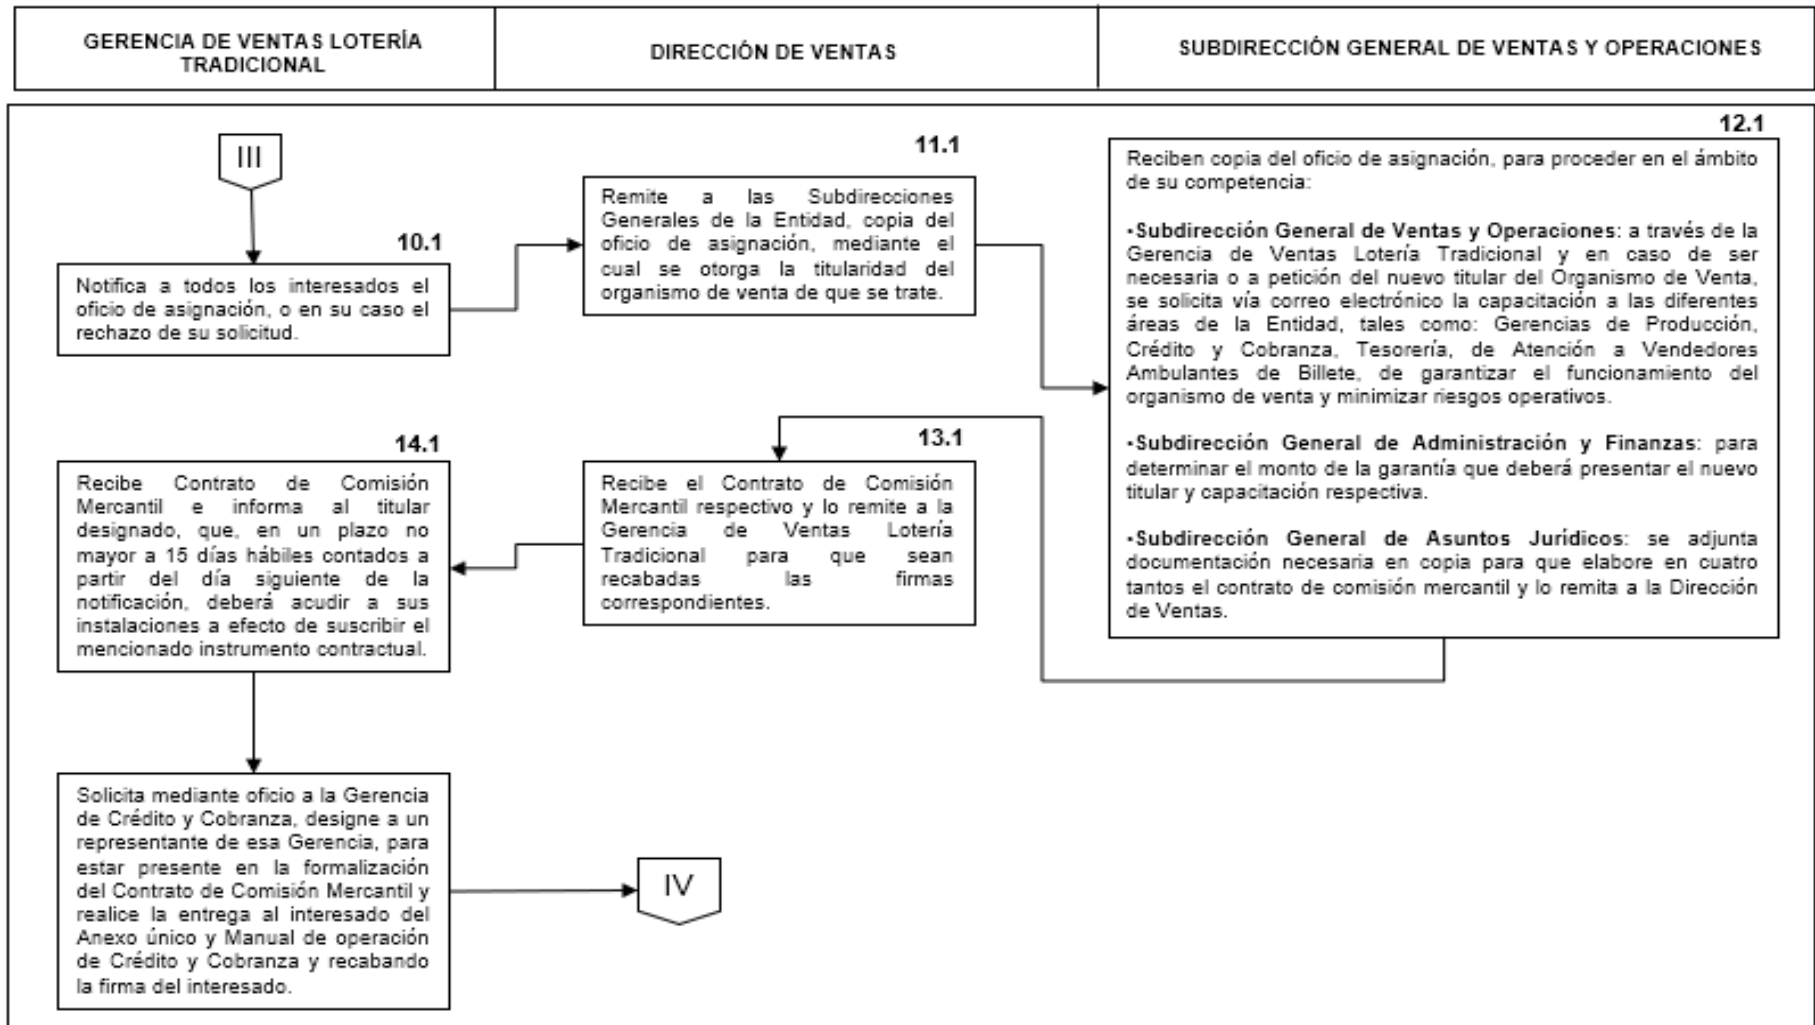 GERENCIA DE VENTAS LOTERÍA
TRADICIONAL
DIRECCIÓN DE VENTAS
SUBDIRECCIÓN GENERAL DE VENTAS Y OPERACIONES
III
10.1
Notifica a todos los interesados el
oficio de asignación, o en su caso el
rechazo de su solicitud.
11.1
Remite a las Subdirecciones
Generales de la Entidad, copia del
oficio de asignación, mediante el
cual se otorga la titularidad del
organismo de venta de que se trate.
12.1
Reciben copia del oficio de asignación, para proceder en el ámbito
de su competencia:
•Subdirección General de Ventas y Operaciones: a través de la
Gerencia de Ventas Lotería Tradicional y en caso de ser
necesaria o a petición del nuevo titular del Organismo de Venta,
se solicita vía correo electrónico la capacitación a las diferentes
áreas de la Entidad, tales como: Gerencias de Producción,
Crédito y Cobranza, Tesorería, de Atención a Vendedores
Ambulantes de Billete, de garantizar el funcionamiento del
organismo de venta y minimizar riesgos operativos.
•Subdirección General de Administración y Finanzas: para
determinar el monto de la garantía que deberá presentar el nuevo
titular y capacitación respectiva.
•Subdirección General de Asuntos Jurídicos: se adjunta
documentación necesaria en copia para que elabore en cuatro
tantos el contrato de comisión mercantil y lo remita a la Dirección
de Ventas.
13.1
Recibe el Contrato de Comisión
Mercantil respectivo y lo remite a la
Gerencia de Ventas Lotería
Tradicional para que sean
recabadas las firmas
correspondientes.
14.1
Recibe Contrato de Comisión
Mercantil e informa al titular
designado, que, en un plazo no
mayor a 15 días hábiles contados a
partir del día siguiente de la
notificación, deberá acudir a sus
instalaciones a efecto de suscribir el
mencionado instrumento contractual.
Solicita mediante oficio a la Gerencia
de Crédito y Cobranza, designe a un
representante de esa Gerencia, para
estar presente en la formalización
del Contrato de Comisión Mercantil y
realice la entrega al interesado del
Anexo único y Manual de operación
de Crédito y Cobranza y recabando
la firma del interesado.
IV